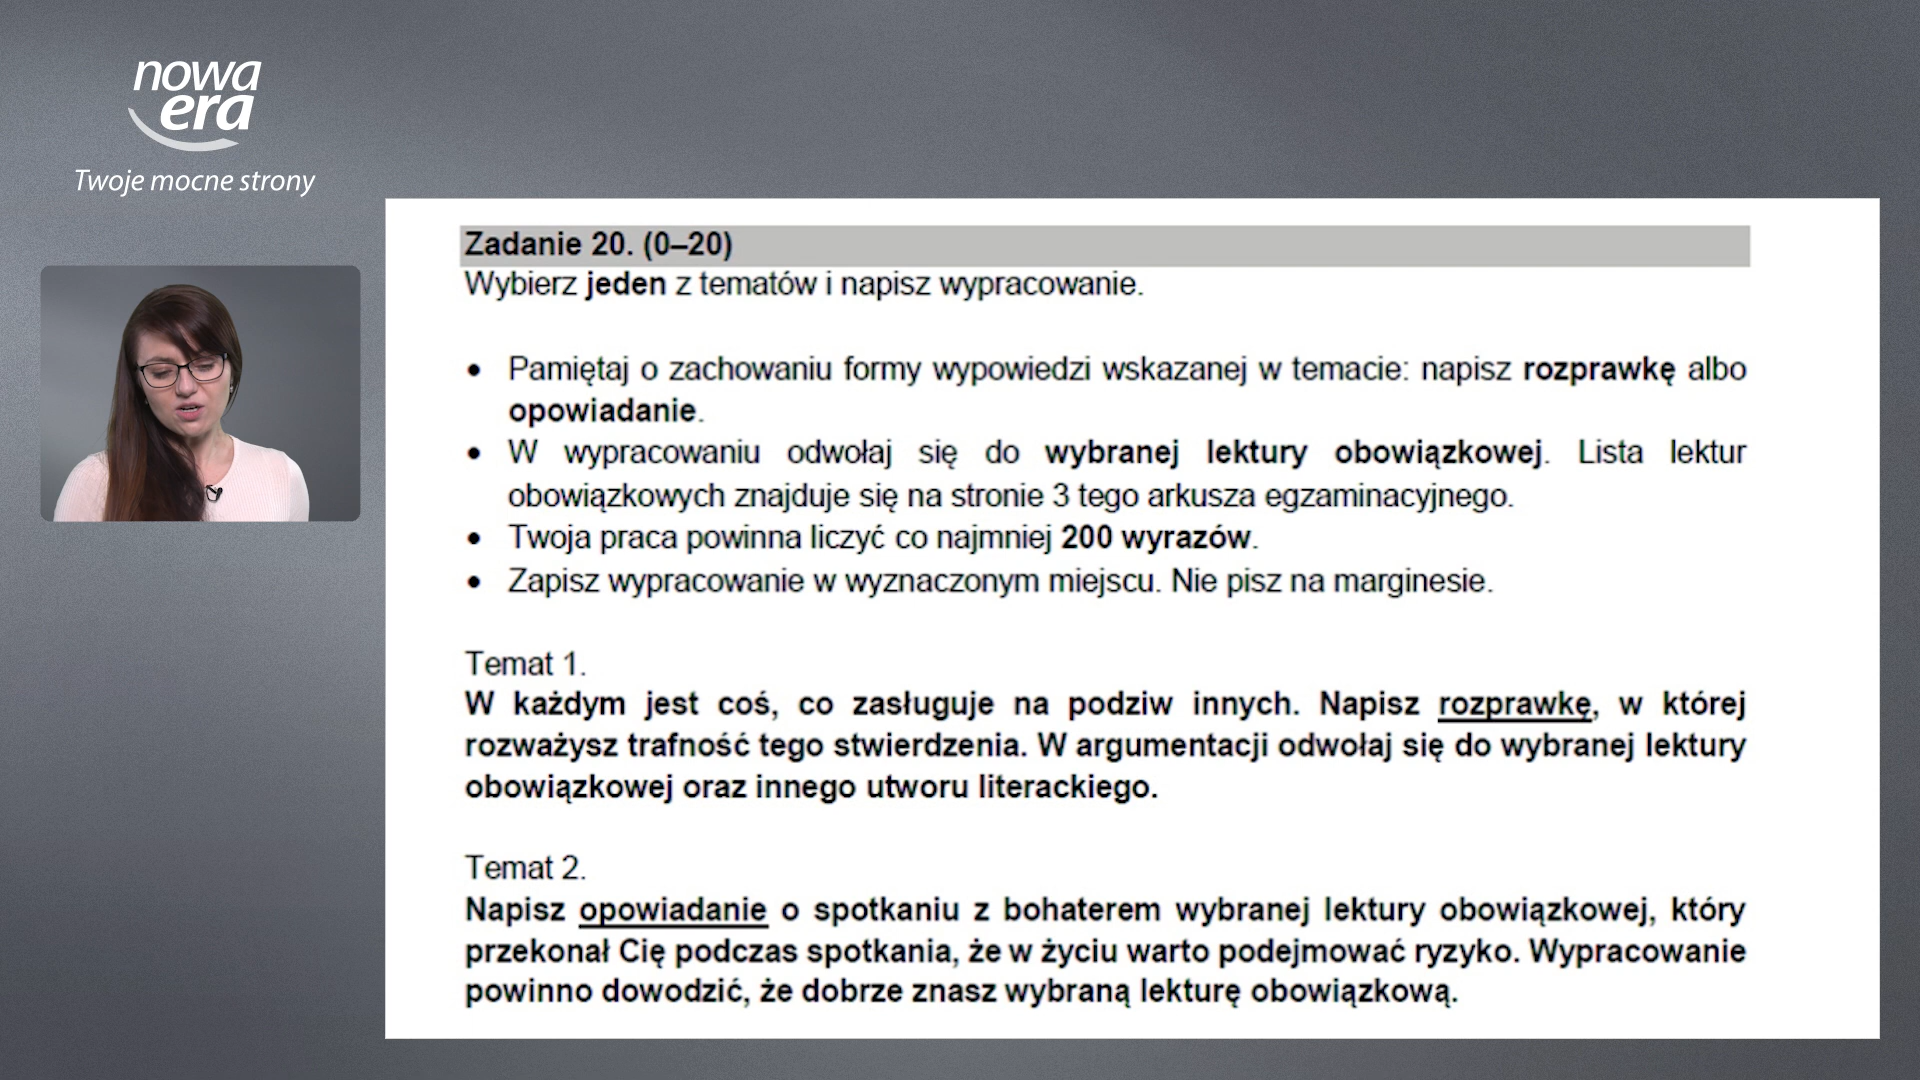 nowa
era
Twoje mocne strony
Zadanie 20. (0–20)
Wybierz jeden z tematów i napisz wypracowanie.
• Pamiętaj o zachowaniu formy wypowiedzi wskazanej w temacie: napisz rozprawkę albo
opowiadanie.
• W wypracowaniu odwołaj się do wybranej lektury obowiązkowej. Lista lektur
obowiązkowych znajduje się na stronie 3 tego arkusza egzaminacyjnego.
• Twoja praca powinna liczyć co najmniej 200 wyrazów.
• Zapisz wypracowanie w wyznaczonym miejscu. Nie pisz na marginesie.
Temat 1.
W każdym jest coś, co zasługuje na podziw innych. Napisz rozprawkę, w której
rozważysz trafność tego stwierdzenia. W argumentacji odwołaj się do wybranej lektury
obowiązkowej oraz innego utworu literackiego.
Temat 2.
Napisz opowiadanie o spotkaniu z bohaterem wybranej lektury obowiązkowej, który
przekonał Cię podczas spotkania, że w życiu warto podejmować ryzyko. Wypracowanie
powinno dowodzić, że dobrze znasz wybraną lekturę obowiązkową.